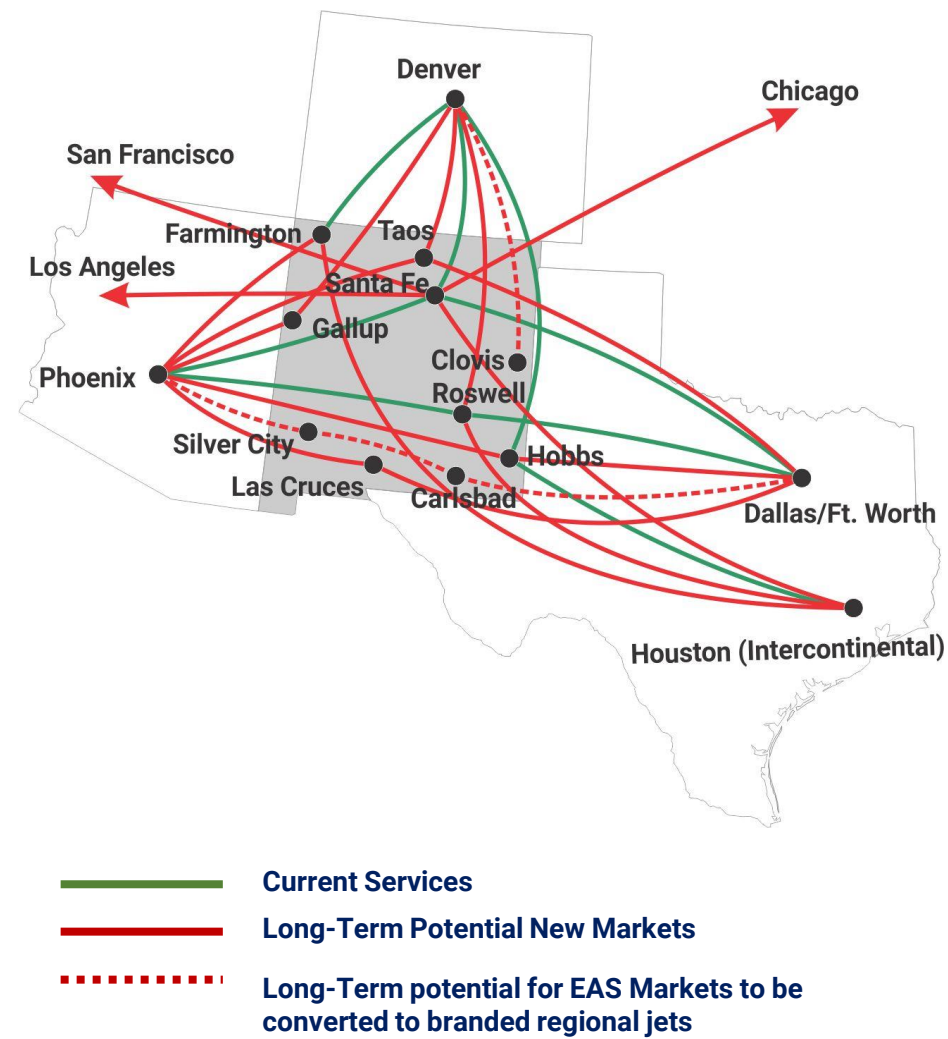 Denver
Chicago
San Francisco
Farmington
Taos
Los Angeles
Santa Fe
Gallup
Clovis
Phoenix
Roswell
Silver City
Hobbs
Las Cruces
Carlsbad
Dallas/Ft. Worth
Houston (Intercontinental)
Current Services
Long-Term Potential New Markets
Long-Term potential for EAS Markets to be
converted to branded regional jets